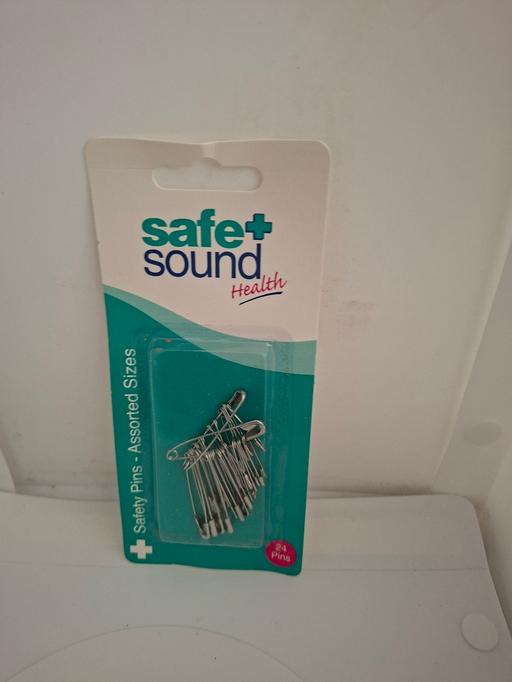 safe+
sound
Health
Safety Pins - Assorted Sizes
24
Pins